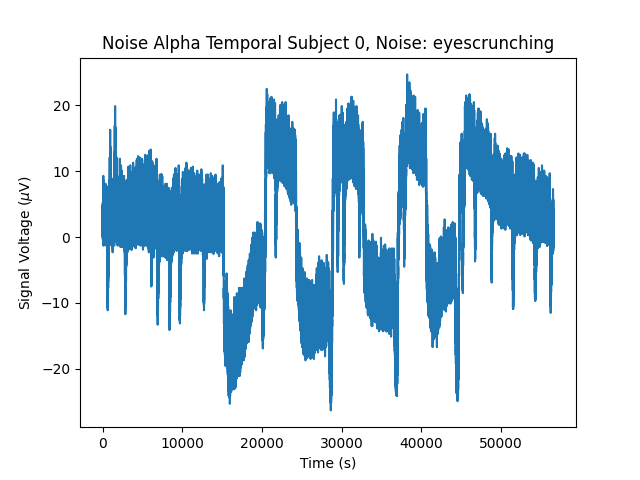 Noise Alpha Temporal Subject 0, Noise: eyescrunching
Signal Voltage (μV)
20
10
0
−10
−20
0 10000 20000 30000 40000 50000
Time (s)